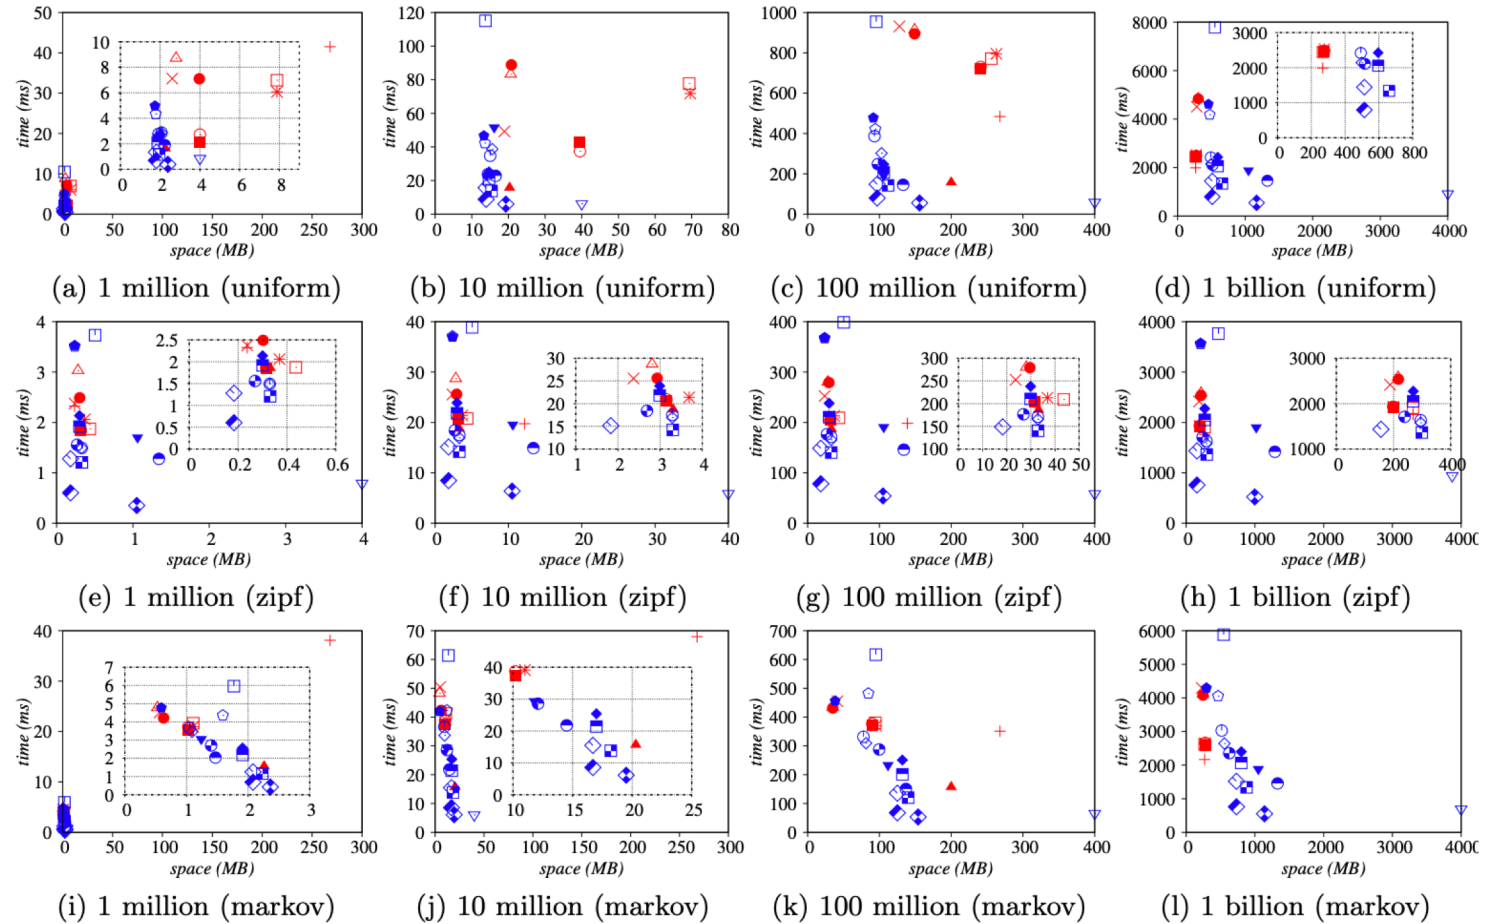 50
40
30
20
10
0
time (ms)
0 50 100 150 200 250 300
space (MB)
10
8
6
4
2
0
0 2 4 6 8
(a) 1 million (uniform)
120
100
80
60
40
20
0
time (ms)
0 10 20 30 40 50 60 70 80
space (MB)
(b) 10 million (uniform)
1000
800
600
400
200
0
time (ms)
0 100 200 300 400
space (MB)
(c) 100 million (uniform)
8000
6000
4000
2000
0
time (ms)
0 1000 2000 3000 4000
space (MB)
3000
2000
1000
0
0 200 400 600 800
(d) 1 billion (uniform)
4
3
2
1
0
time (ms)
0 1 2 3 4
space (MB)
2.5
2
1.5
1
0.5
0
0 0.2 0.4 0.6
(e) 1 million (zipf)
40
30
20
10
0
time (ms)
0 10 20 30 40
space (MB)
30
25
20
15
10
1 2 3 4
(f) 10 million (zipf)
400
300
200
100
0
time (ms)
0 100 200 300 400
space (MB)
300
250
200
150
100
0 10 20 30 40 50
(g) 100 million (zipf)
4000
3000
2000
1000
0
time (ms)
0 1000 2000 3000 400
space (MB)
3000
2000
1000
0 200 400
(h) 1 billion (zipf)
40
30
20
10
0
time (ms)
0 50 100 150 200 250 300
space (MB)
7
6
5
4
3
2
1
0
0 1 2 3
(i) 1 million (markov)
70
60
50
40
30
20
10
0
time (ms)
0 50 100 150 200 250 300
space (MB)
40
30
20
10
0
10 15 20 25
(j) 10 million (markov)
700
600
500
400
300
200
100
0
time (ms)
0 100 200 300 400
space (MB)
(k) 100 million (markov)
6000
5000
4000
3000
2000
1000
0
time (ms)
0 1000 2000 3000 400
space (MB)
(l) 1 billion (markov)